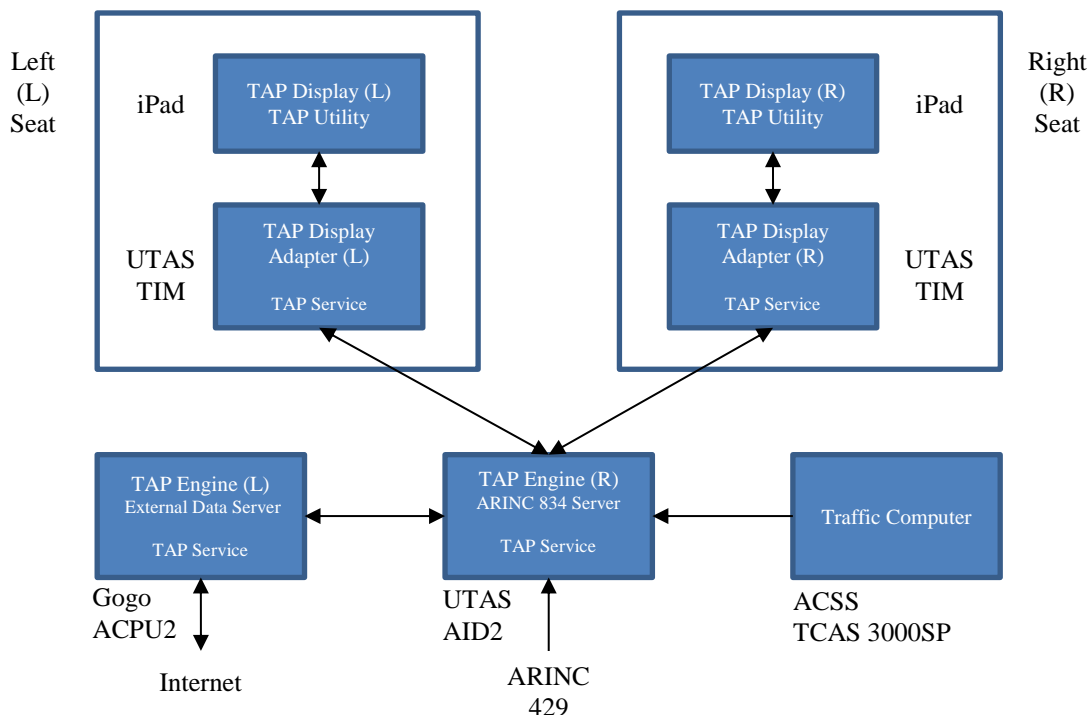 Left
(L)
Seat
iPad
TAP Display (L)
TAP Utility
UTAS
TIM
TAP Display
Adapter (L)
TAP Service
TAP Display (R)
TAP Utility
iPad
Right
(R)
Seat
TAP Display
Adapter (R)
TAP Service
UTAS
TIM
TAP Engine (L)
External Data Server
TAP Service
Gogo
ACPU2
Internet
TAP Engine (R)
ARINC 834 Server
TAP Service
UTAS
AID2
ARINC
429
Traffic Computer
ACSS
TCAS 3000SP